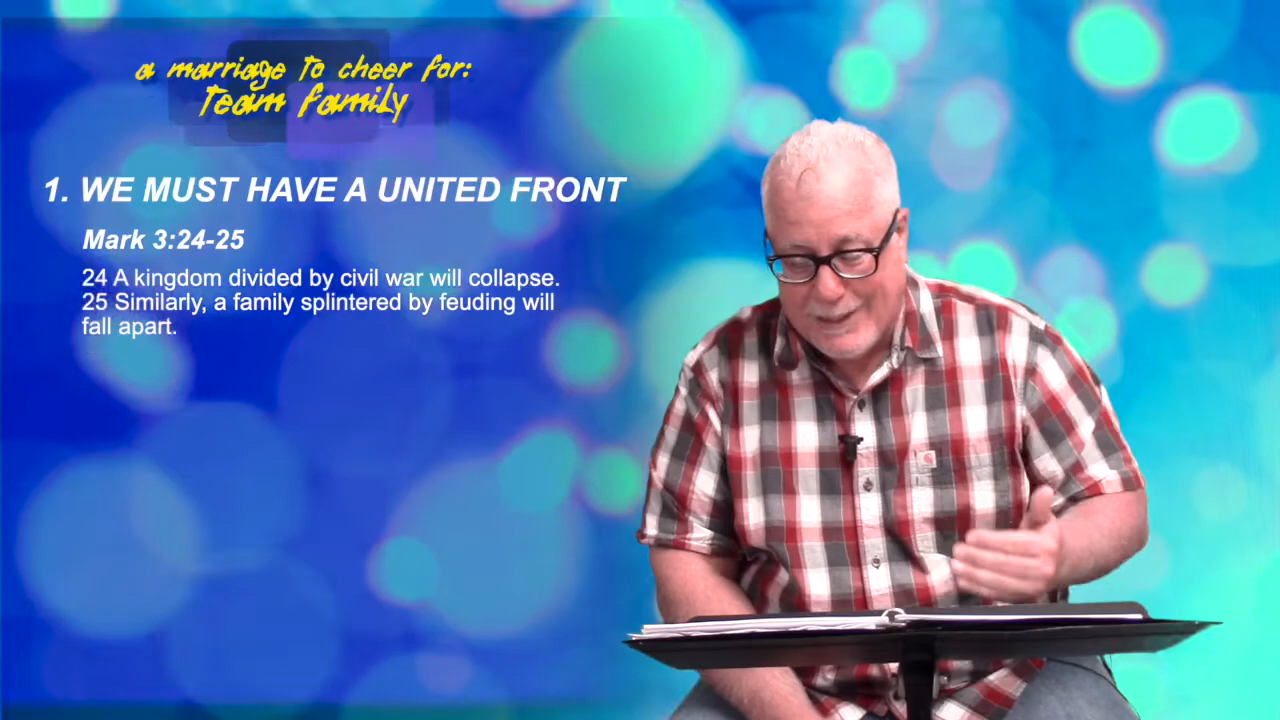 a marriage to cheer for:
Team family
1. WE MUST HAVE A UNITED FRONT
Mark 3:24-25
24 A kingdom divided by civil war will collapse.
25 Similarly, a family splintered by feuding will
fall apart.